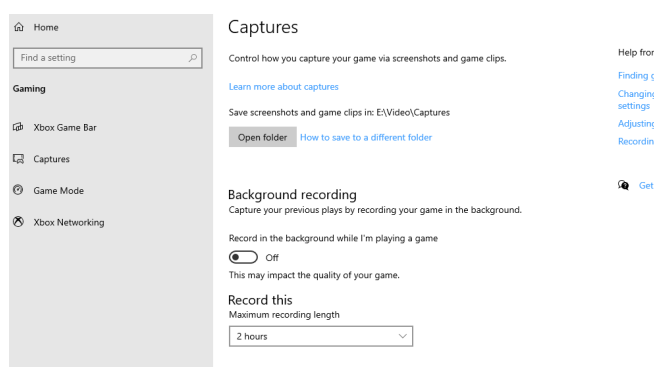 Home
Find a setting
Gaming
Xbox Game Bar
Captures
Game Mode
Xbox Networking
Captures
Control how you capture your game via screenshots and game clips.
Learn more about captures
Save screenshots and game clips in: E:\Video\Captures
Open folder How to save to a different folder
Background recording
Capture your previous plays by recording your game in the background.
Record in the background while I'm playing a game
Off
This may impact the quality of your game.
Record this
Maximum recording length
2 hours
Help
Finding
settings
Get